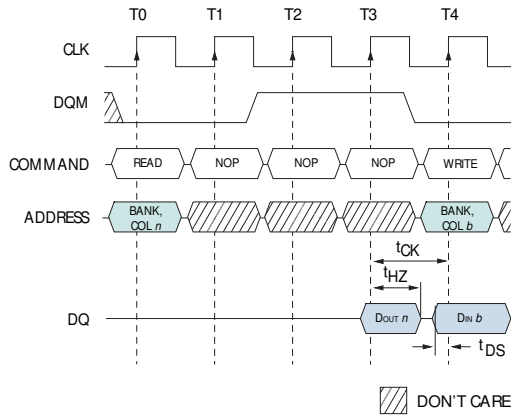 T0 T1 T2 T3 T4
CLK
DQM
COMMAND READ NOP NOP NOP WRITE
ADDRESS BANK, COL n BANK, COL b
tCK
tHZ
DQ DOUT n DIN b
tDS
DON'T CARE